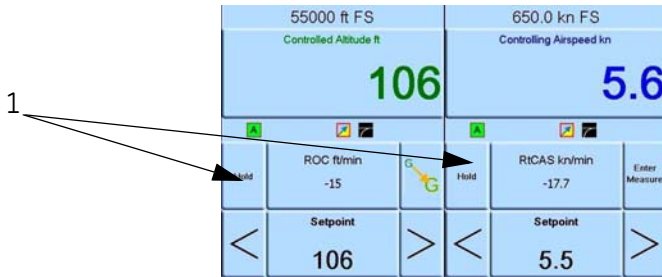 55000 ft FS
650.0 kn FS
Controlled Altitude ft
Controlling Airspeed kn
106
5.6
1
A
A
Hold
ROC ft/min
-15
G
G
Hold
RtCAS kn/min
-17.7
Enter
Measure
<
Setpoint
106
>
<
Setpoint
5.5
>